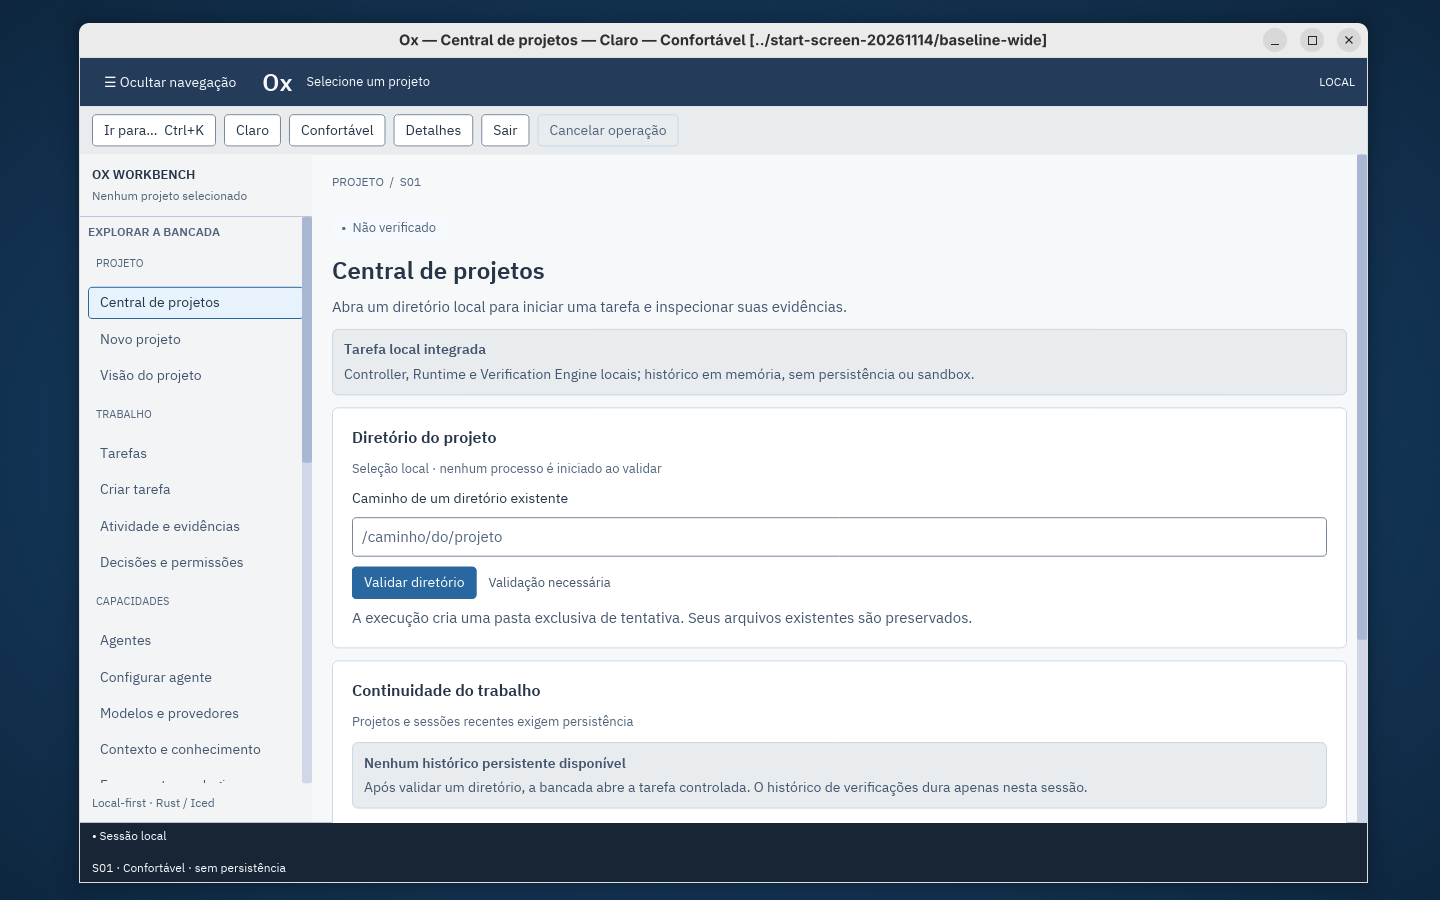 Ox — Central de projetos — Claro — Confortável [../start-screen-20261114/baseline-wide]
☰ Ocultar navegação Ox Selecione um projeto LOCAL
Ir para... Ctrl+K Claro Confortável Detalhes Sair Cancelar operação
OX WORKBENCH
Nenhum projeto selecionado
EXPLORAR A BANCADA
PROJETO
Central de projetos
Novo projeto
Visão do projeto
TRABALHO
Tarefas
Criar tarefa
Atividade e evidências
Decisões e permissões
CAPACIDADES
Agentes
Configurar agente
Modelos e provedores
Contexto e conhecimento
Local-first · Rust / Iced
PROJETO / S01
• Não verificado
Central de projetos
Abra um diretório local para iniciar uma tarefa e inspecionar suas evidências.
Tarefa local integrada
Controller, Runtime e Verification Engine locais; histórico em memória, sem persistência ou sandbox.
Diretório do projeto
Seleção local · nenhum processo é iniciado ao validar
Caminho de um diretório existente
/caminho/do/projeto
Validar diretório Validação necessária
A execução cria uma pasta exclusiva de tentativa. Seus arquivos existentes são preservados.
Continuidade do trabalho
Projetos e sessões recentes exigem persistência
Nenhum histórico persistente disponível
Após validar um diretório, a bancada abre a tarefa controlada. O histórico de verificações dura apenas nesta sessão.
• Sessão local
S01 · Confortável · sem persistência